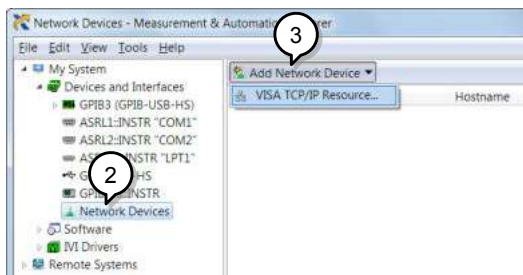 Network Devices - Measurement & Automati
3
File Edit View Tools Help
My System
Add Network Device
Devices and Interfaces
VISA TCP/IP Resource...
Hostname
GPIB3 (GPIB-USB-HS)
ASRL1::INSTR "COM1"
ASRL2::INSTR "COM2"
INSTR "LPT1"
2
HS
INSTR
Network Devices
Software
IVI Drivers
Remote Systems